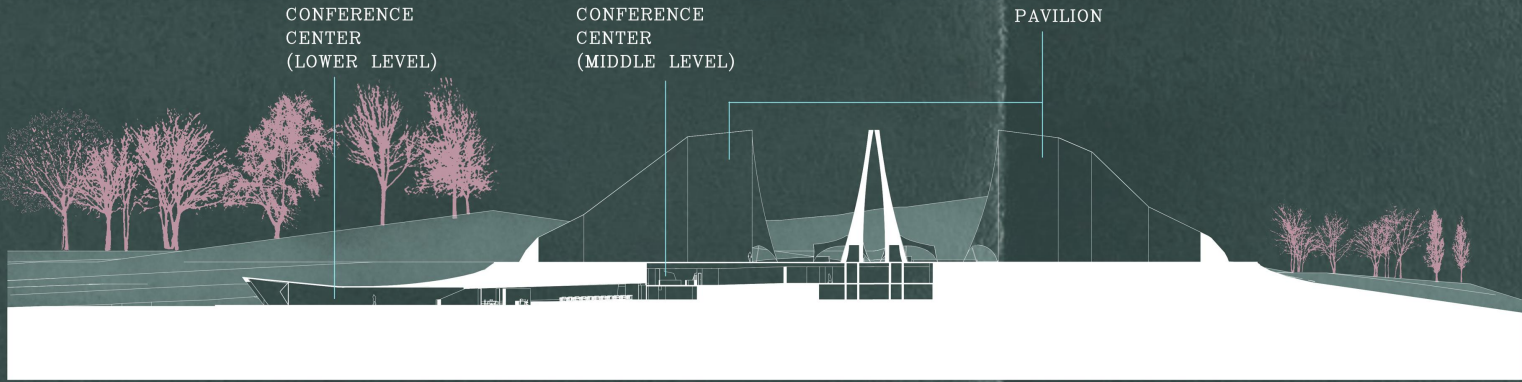 CONFERENCE
CENTER
(LOWER LEVEL)
CONFERENCE
CENTER
(MIDDLE LEVEL)
PAVILION